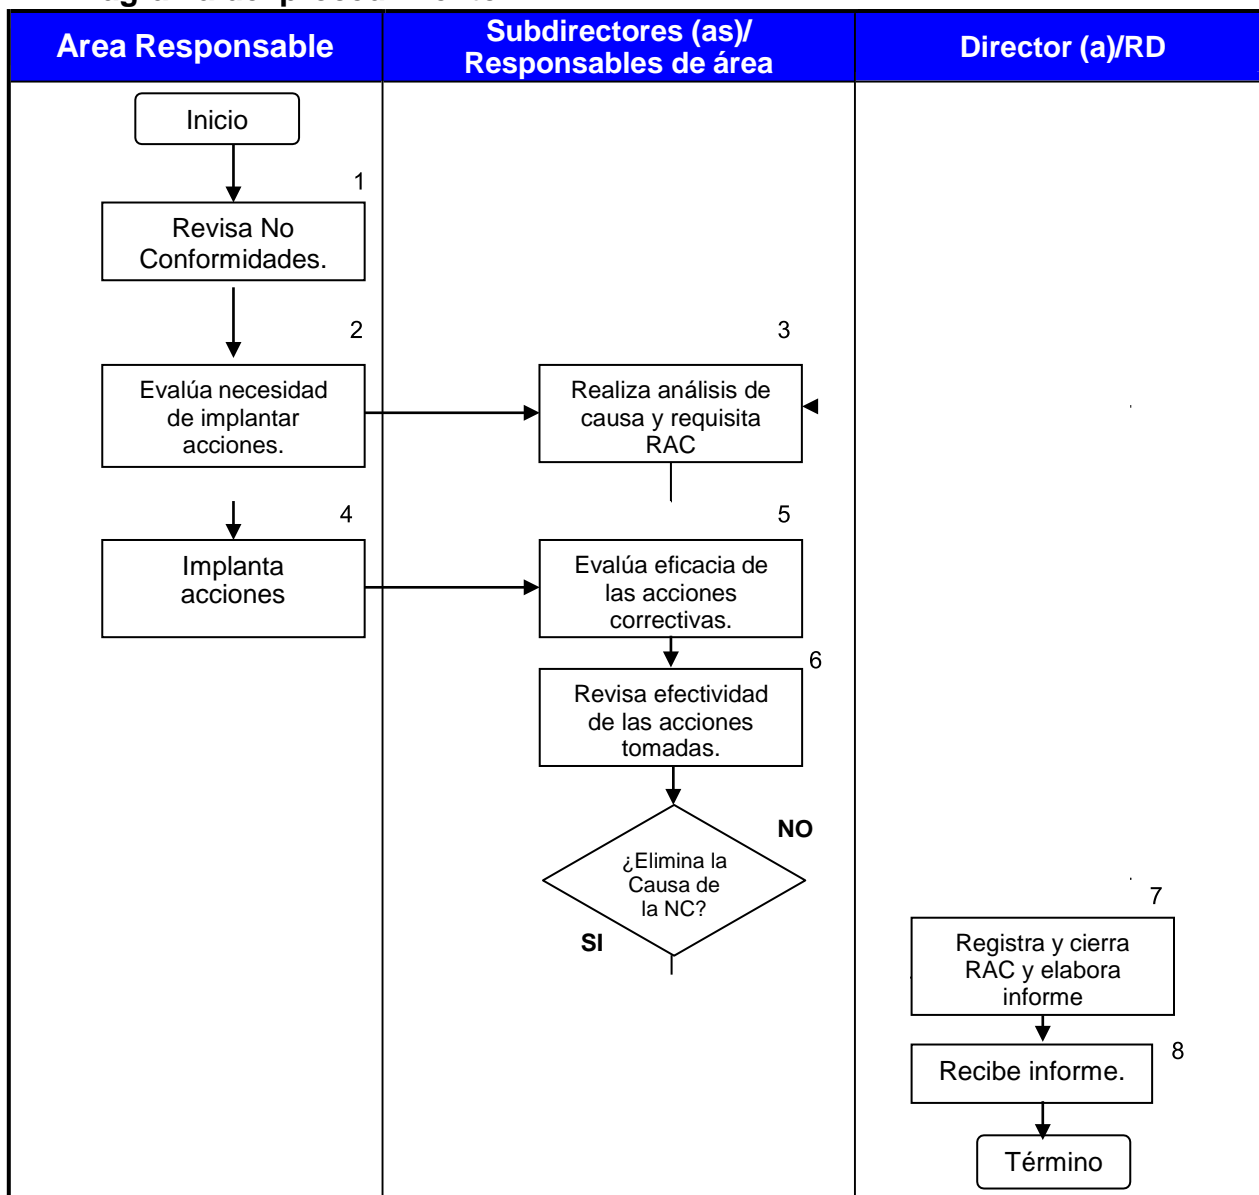 Area Responsable
Subdirectores (as)/
Responsables de área
Director (a)/RD
Inicio
1
Revisa No
Conformidades.
2
Evalúa necesidad
de implantar
acciones.
3
Realiza análisis de
causa y requisita
RAC
4
Implanta
acciones
5
Evalúa eficacia de
las acciones
correctivas.
6
Revisa efectividad
de las acciones
tomadas.
NO
¿Elimina la
Causa de
la NC?
SI
7
Registra y cierra
RAC y elabora
informe
8
Recibe informe.
Término